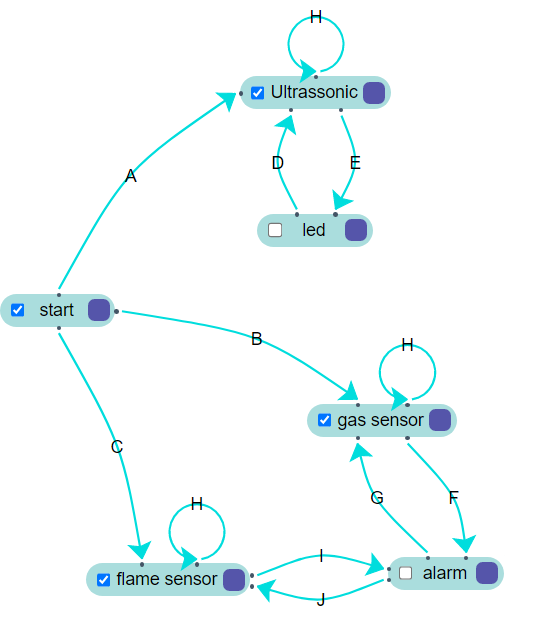 H
Ultrassonic
D
E
A
led
start
B
H
gas sensor
C
G
F
H
I
flame sensor
alarm
J